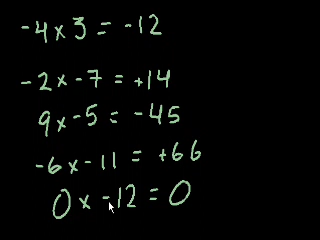 -4 x 3 = -12
-2 x -7 = +14
9 x -5 = -45
-6 x -11 = +66
0 x -12 = 0